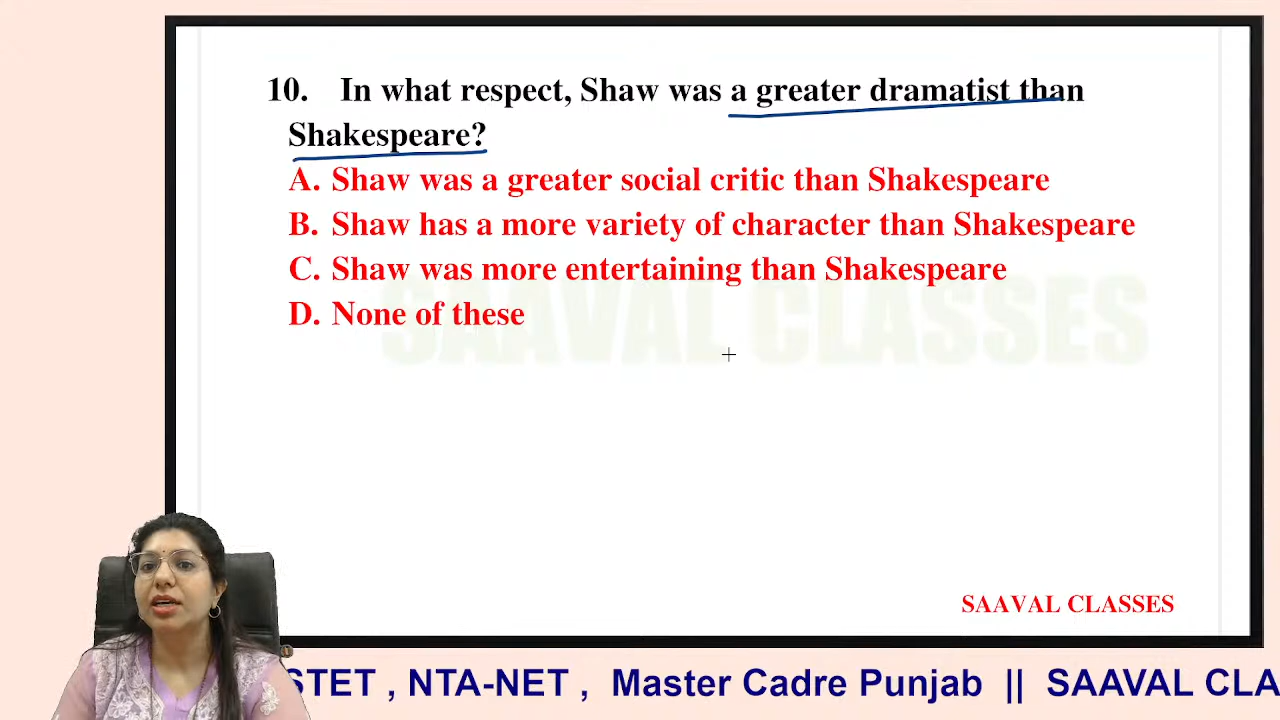 10. In what respect, Shaw was a greater dramatist than
Shakespeare?
A. Shaw was a greater social critic than Shakespeare
B. Shaw has a more variety of character than Shakespeare
C. Shaw was more entertaining than Shakespeare
D. None of these
SAAVAL CLASSES
SAAVAL CLASSES
STET , NTA-NET , Master Cadre Punjab || SAAVAL CLA